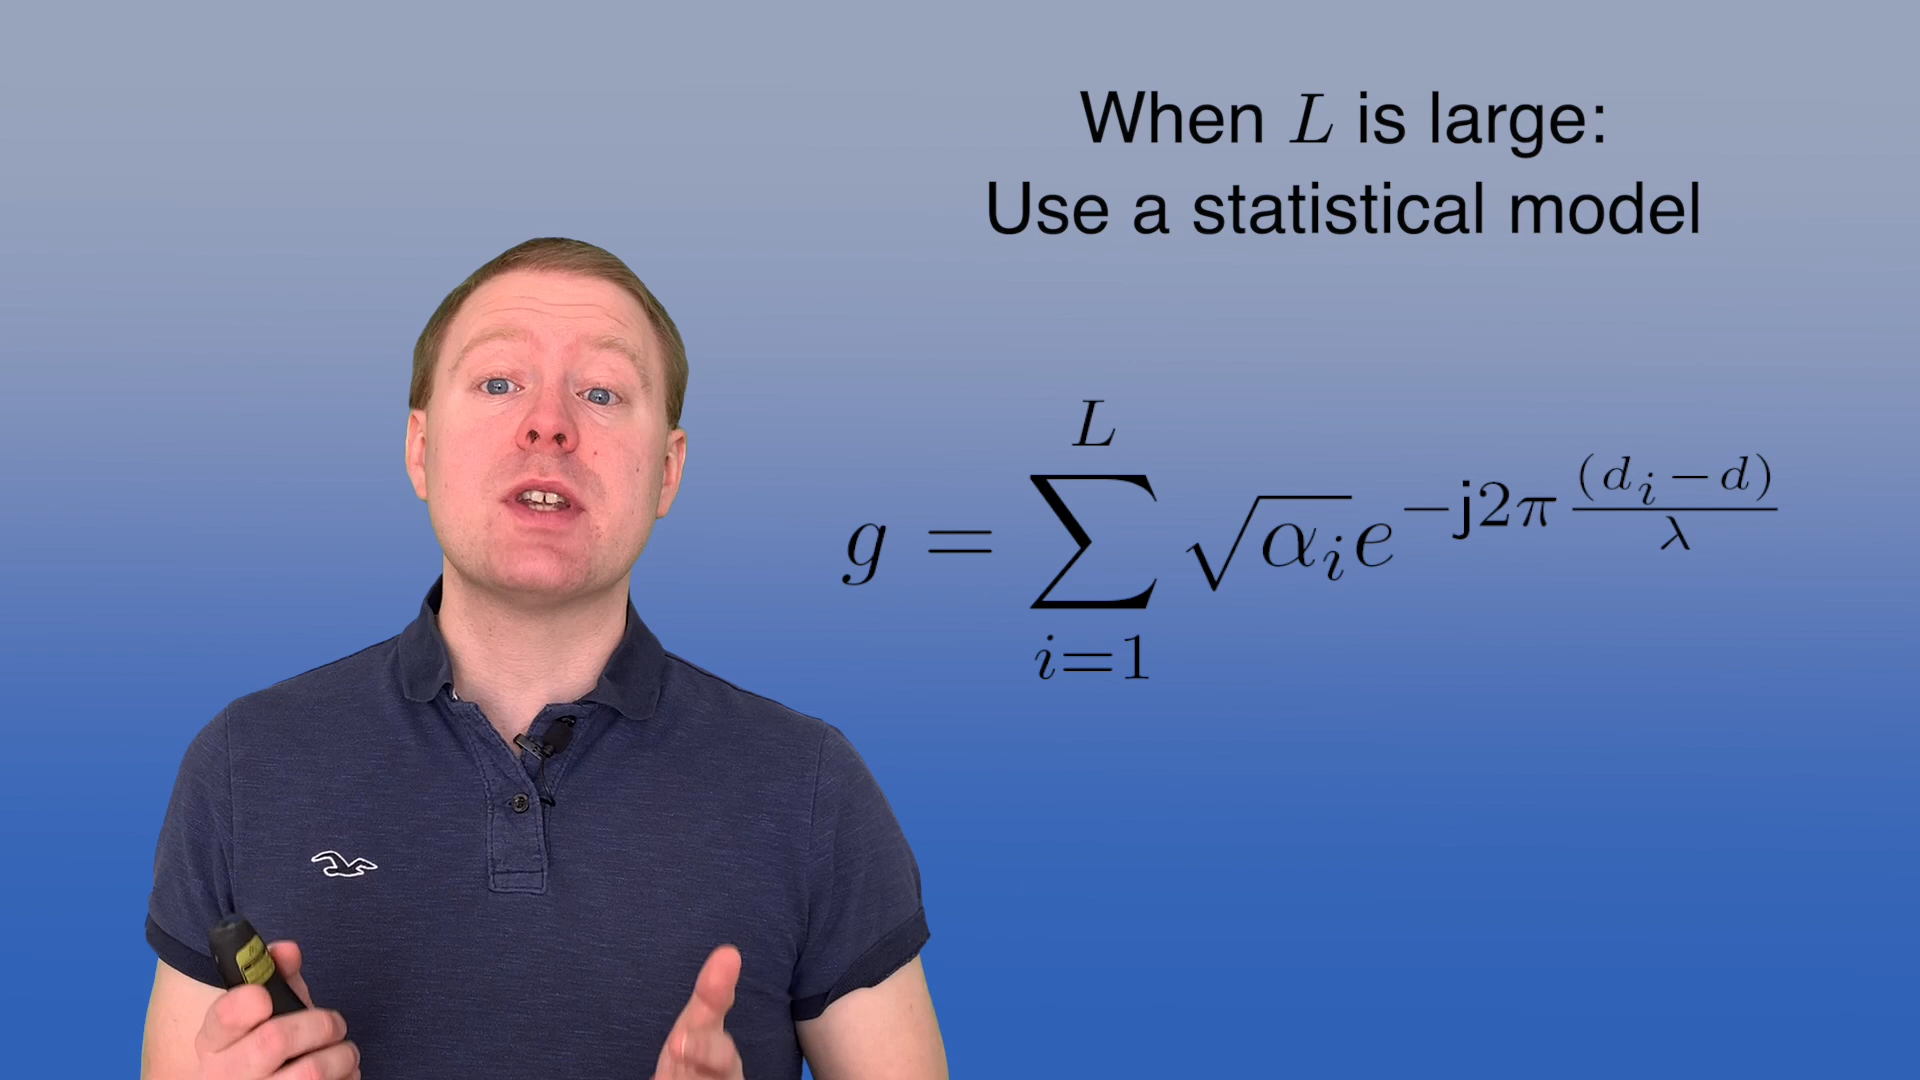 When L is large:
Use a statistical model
g = \sum_{i=1}^{L} \sqrt{\alpha_i} e^{-j2\pi \frac{(d_i - d)}{\lambda}}